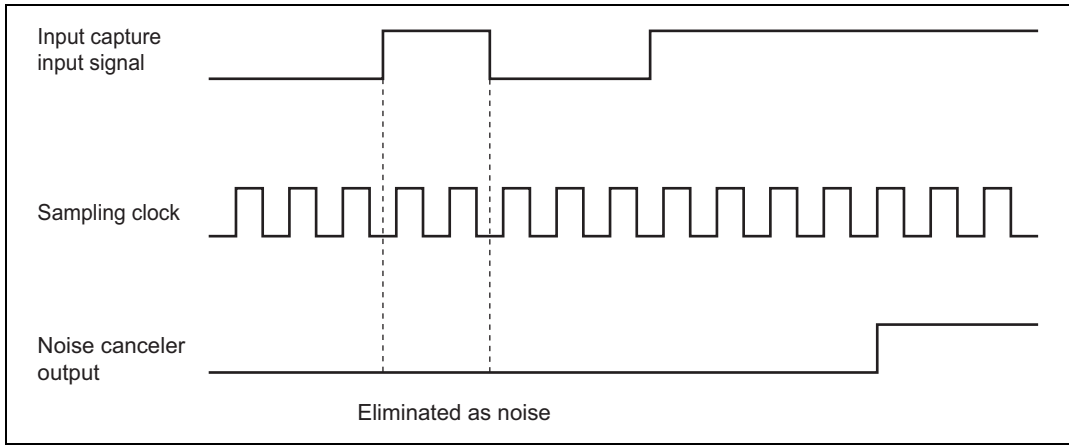 Input capture
input signal
Sampling clock
Noise canceler
output
Eliminated as noise